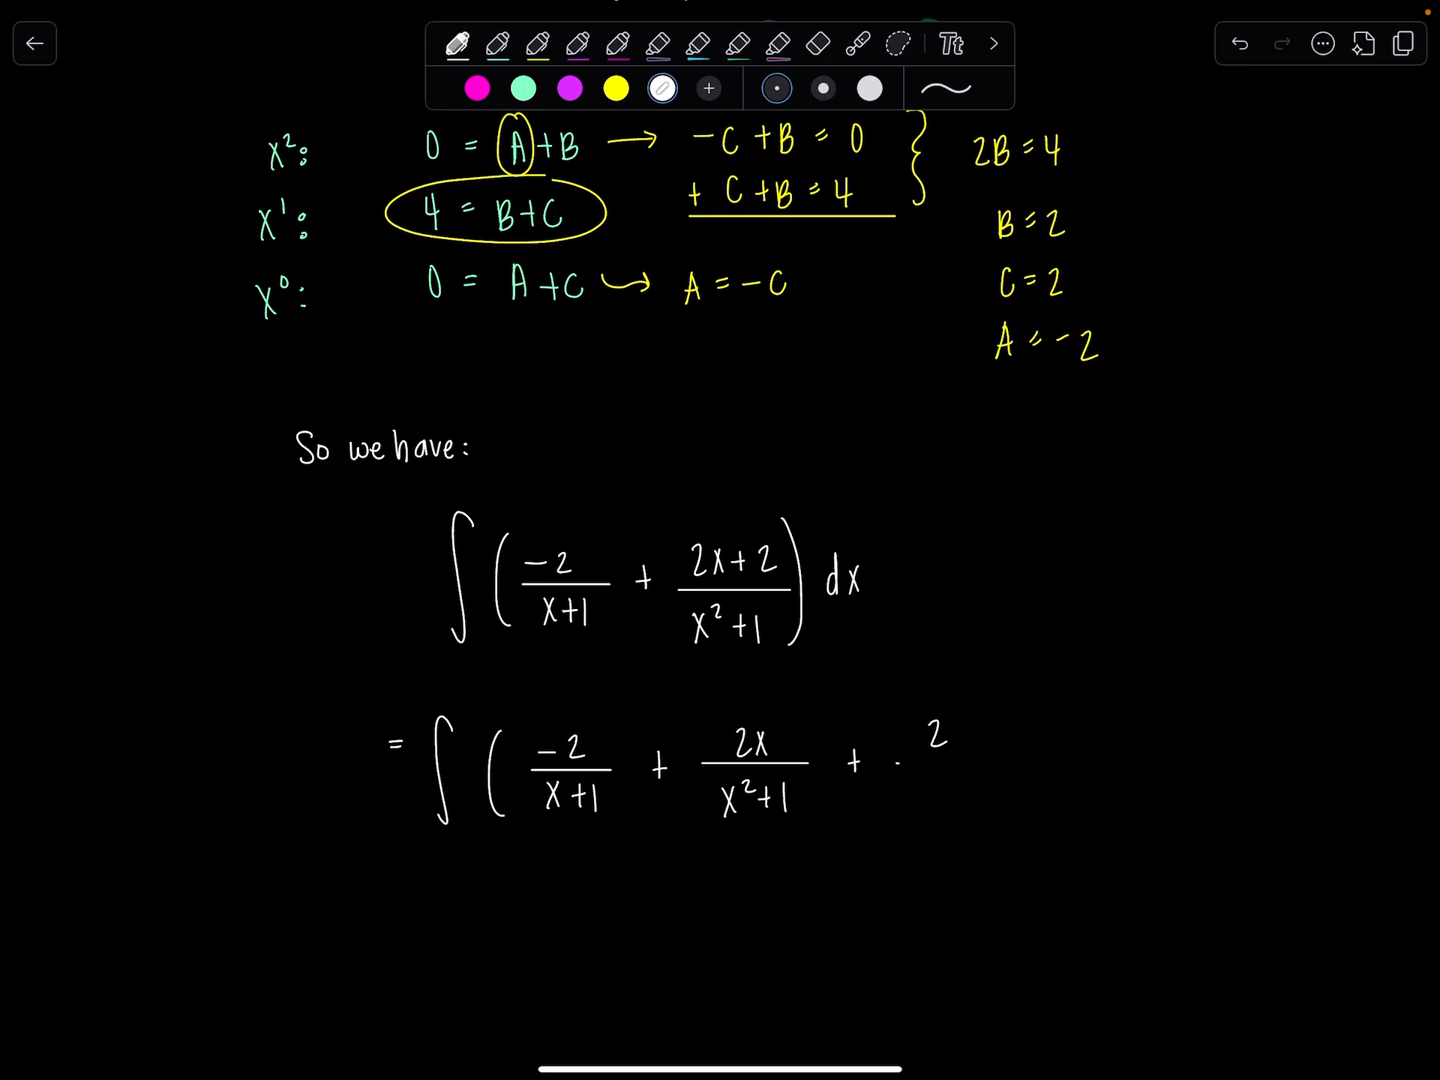 Tt
x²: 0 = A + B → -C + B = 0 } 2B = 4
x¹: 4 = B + C + C + B = 4 B = 2
x⁰: 0 = A + C → A = -C C = 2
A = -2
So we have:
∫ ( -2/(x+1) + (2x+2)/(x²+1) ) dx
= ∫ ( -2/(x+1) + 2x/(x²+1) + 2